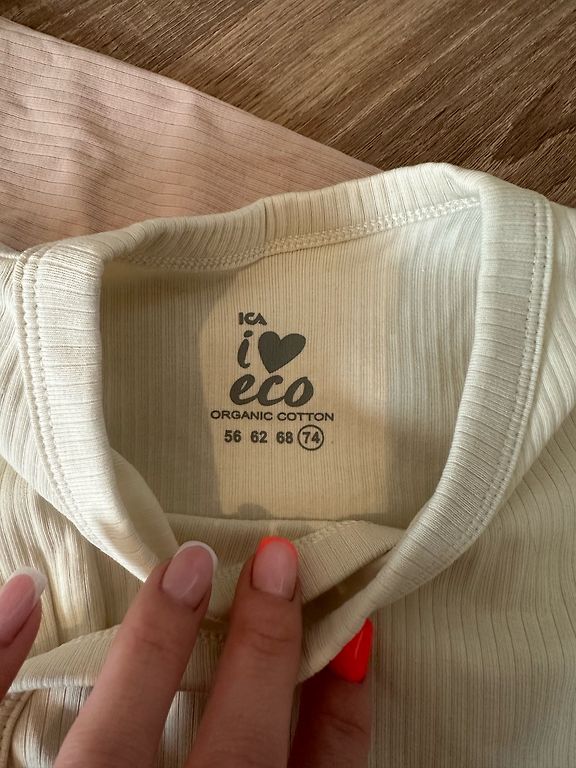 ICA
i
eco
ORGANIC COTTON
56 62 68 74